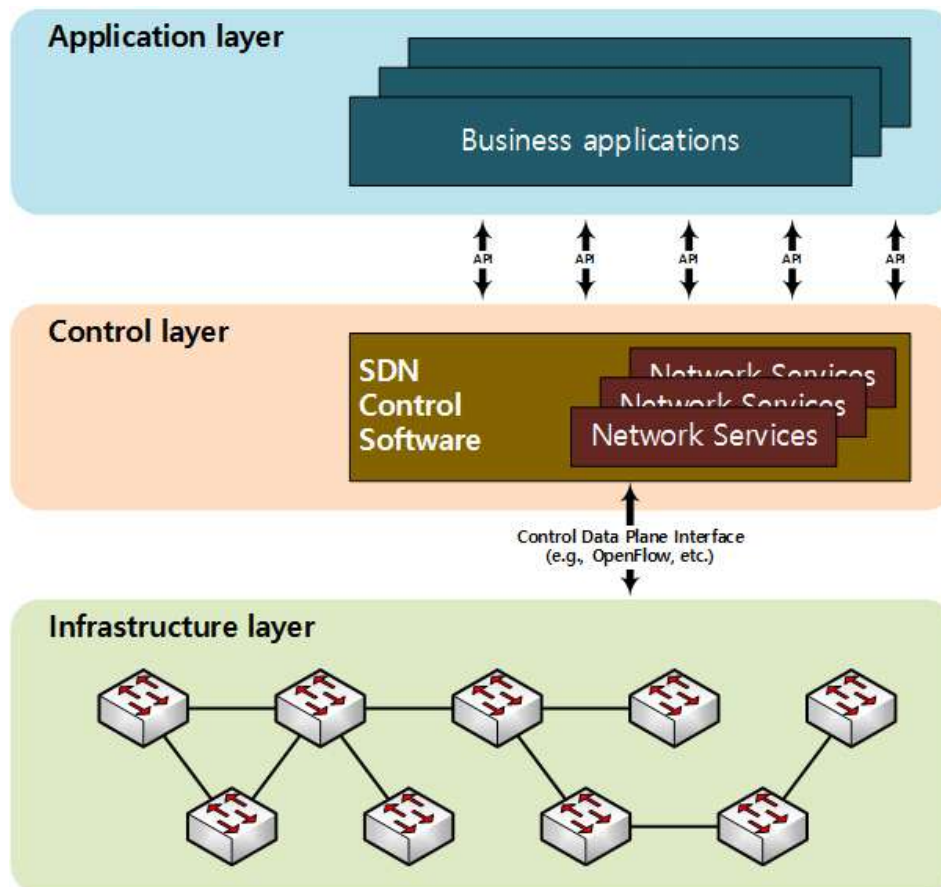 Application layer
Business applications
API API API API API
Control layer
SDN
Control
Software
Network Services
Network Services
Network Services
Control Data Plane Interface
(e.g., OpenFlow, etc.)
Infrastructure layer